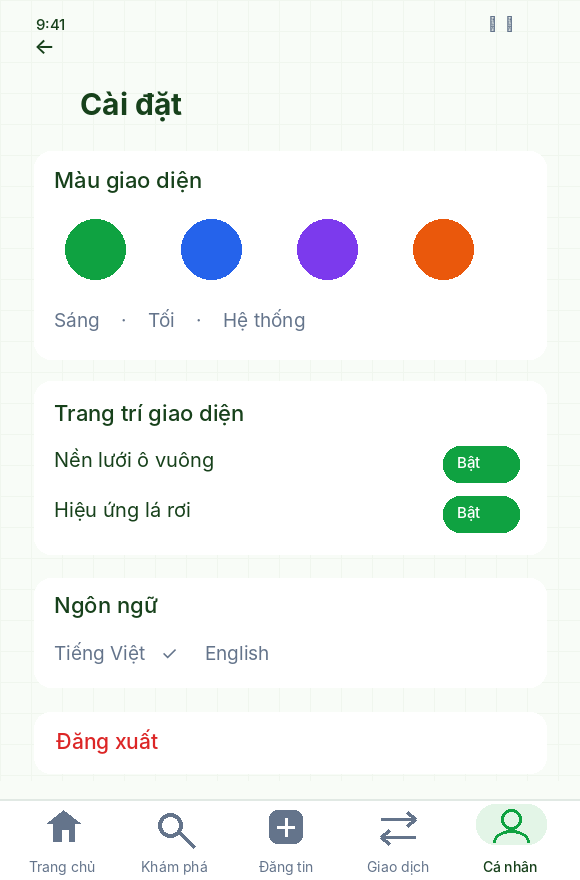 9:41
Cài đặt
Màu giao diện
Sáng · Tối · Hệ thống
Trang trí giao diện
Nền lưới ô vuông Bật
Hiệu ứng lá rơi Bật
Ngôn ngữ
Tiếng Việt ✓ English
Đăng xuất
Trang chủ Khám phá Đăng tin Giao dịch Cá nhân